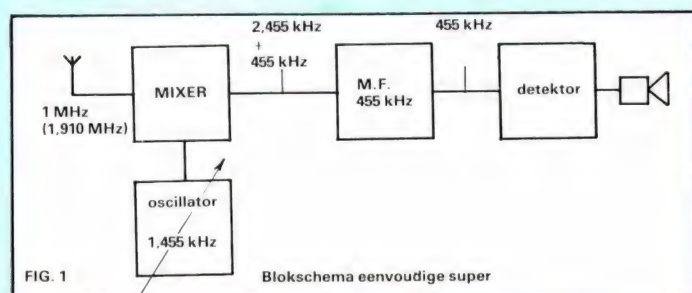 2,455 kHz
+
455 kHz
455 kHz
MIXER
M.F.
455 kHz
detektor
1 MHz
(1,910 MHz)
oscillator
1,455 kHz
FIG. 1
Blokschema eenvoudige super